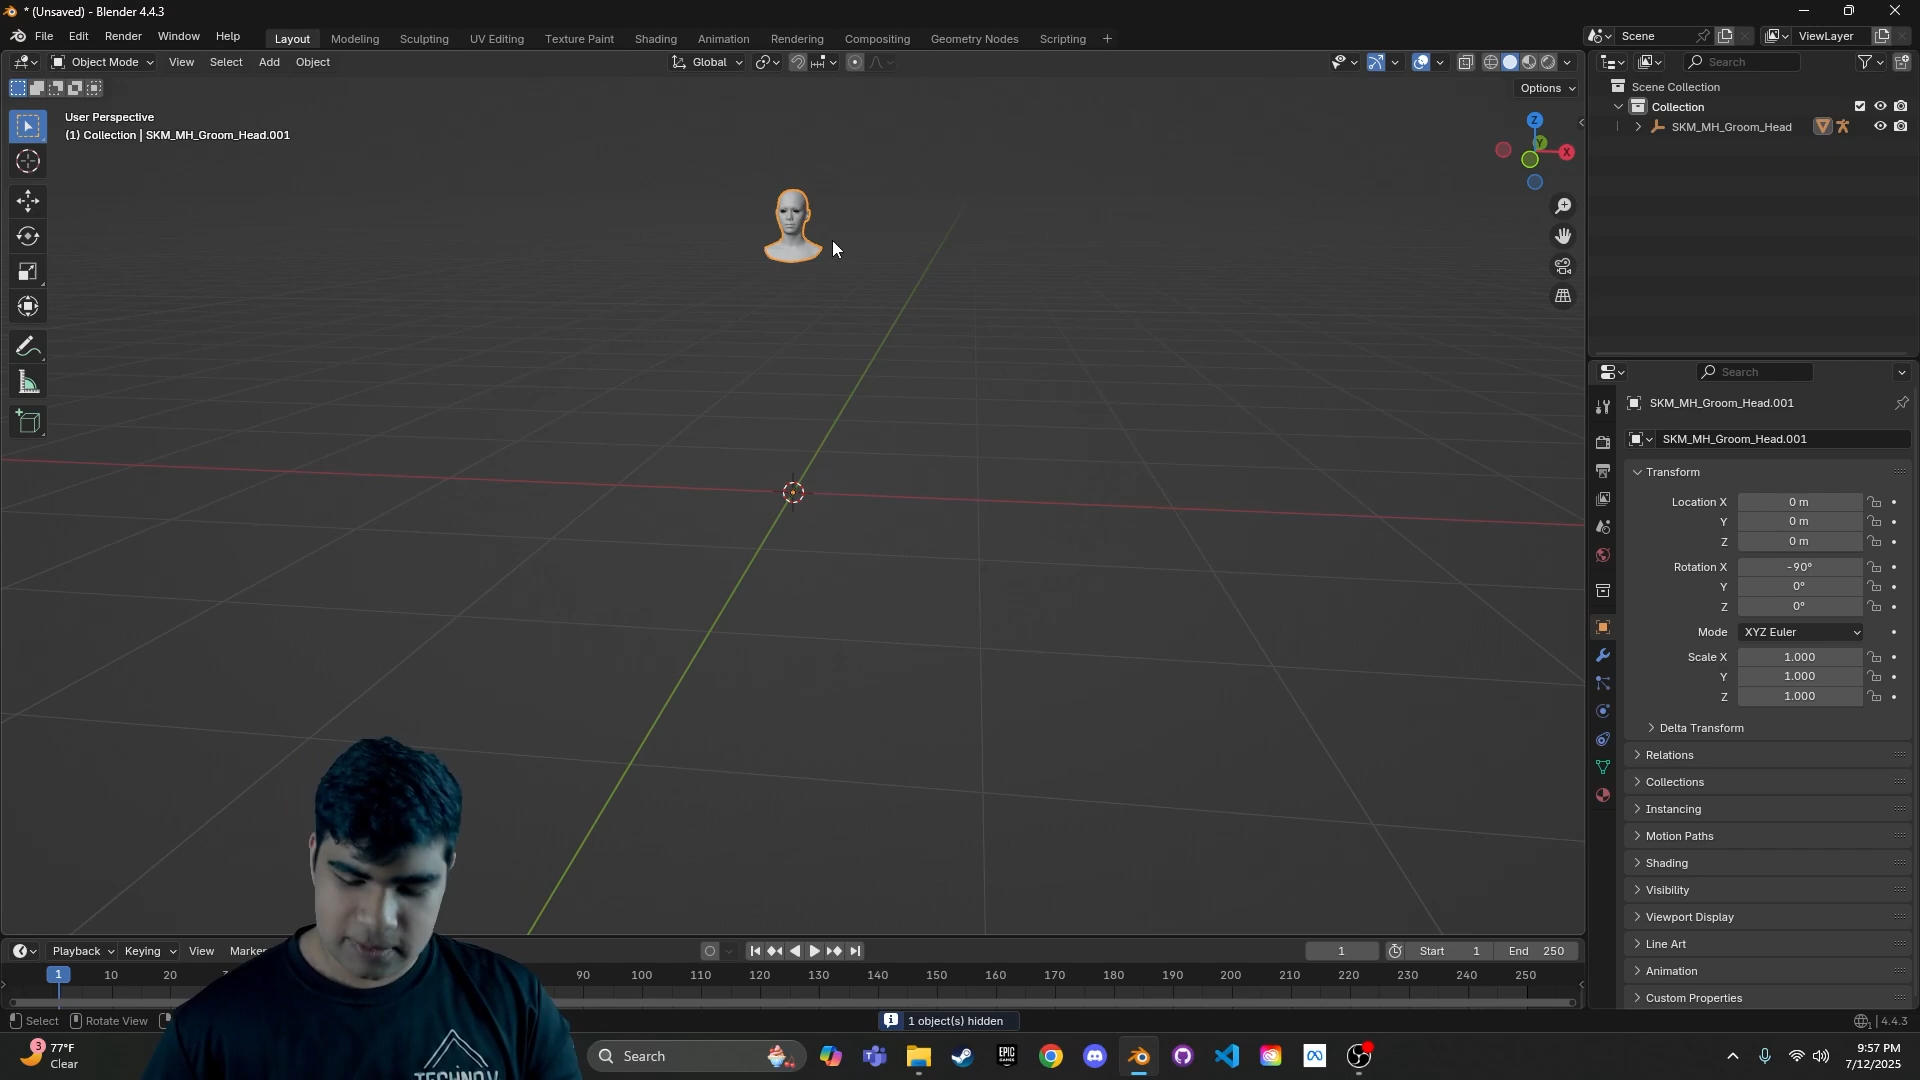 * (Unsaved) - Blender 4.4.3
File Edit Render Window Help
Layout Modeling Sculpting UV Editing Texture Paint Shading Animation Rendering Compositing Geometry Nodes Scripting +
Scene
ViewLayer
Object Mode View Select Add Object
Global
Search
Options
User Perspective
(1) Collection | SKM_MH_Groom_Head.001
Z
Y
X
Scene Collection
Collection
SKM_MH_Groom_Head
Search
SKM_MH_Groom_Head.001
SKM_MH_Groom_Head.001
Transform
Location X 0 m
Y 0 m
Z 0 m
Rotation X -90°
Y 0°
Z 0°
Mode XYZ Euler
Scale X 1.000
Y 1.000
Z 1.000
Delta Transform
Relations
Collections
Instancing
Motion Paths
Shading
Visibility
Viewport Display
Line Art
Animation
Custom Properties
Playback Keying View Marker
1
Start 1
End 250
1 10 20 90 100 110 120 130 140 150 160 170 180 190 200 210 220 230 240 250
Select Rotate View
1 object(s) hidden
4.4.3
TECHNO V
3
77°F
Clear
Search
EPIC GAMES
9:57 PM
7/12/2025